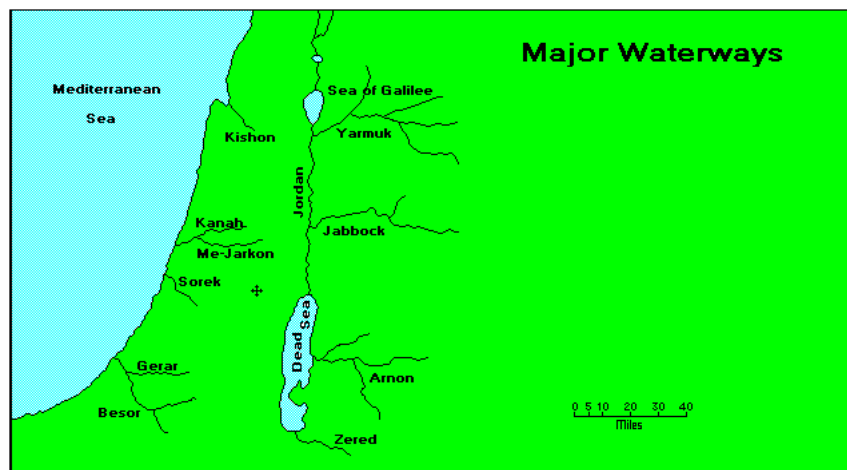 Major Waterways
Mediterranean
Sea
Sea of Galilee
Kishon
Yarmuk
Jordan
Kanah
Jabbock
Me-Jarkon
Sorek
Dead Sea
Gerar
Arnon
Besor
Zered
0 5 10 20 30 40
Miles